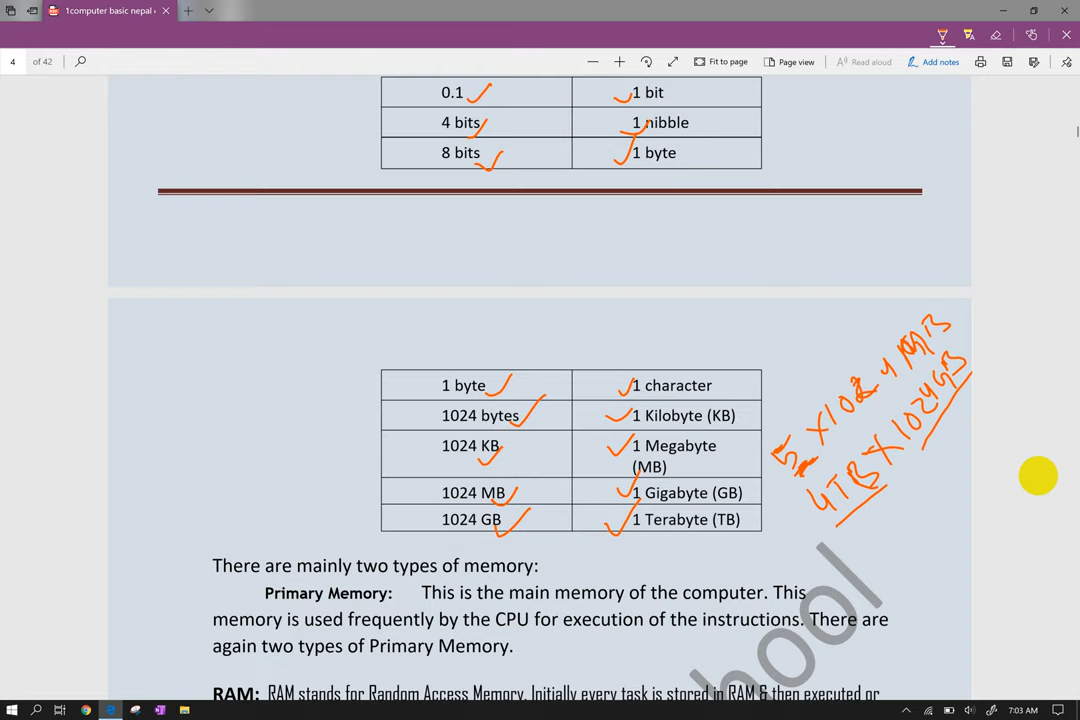 1computer basic nepal
4 of 42
Fit to page
Page view
Read aloud
Add notes
0.1 1 bit
4 bits 1 nibble
8 bits 1 byte
1 byte 1 character
1024 bytes 1 Kilobyte (KB)
1024 KB 1 Megabyte
(MB)
1024 MB 1 Gigabyte (GB)
1024 GB 1 Terabyte (TB)
4TB X 1024GB
There are mainly two types of memory:
Primary Memory: This is the main memory of the computer. This
memory is used frequently by the CPU for execution of the instructions. There are
again two types of Primary Memory.
hool
RAM: RAM stands for Random Access Memory. Initially every task is stored in RAM & then executed or
7:03 AM